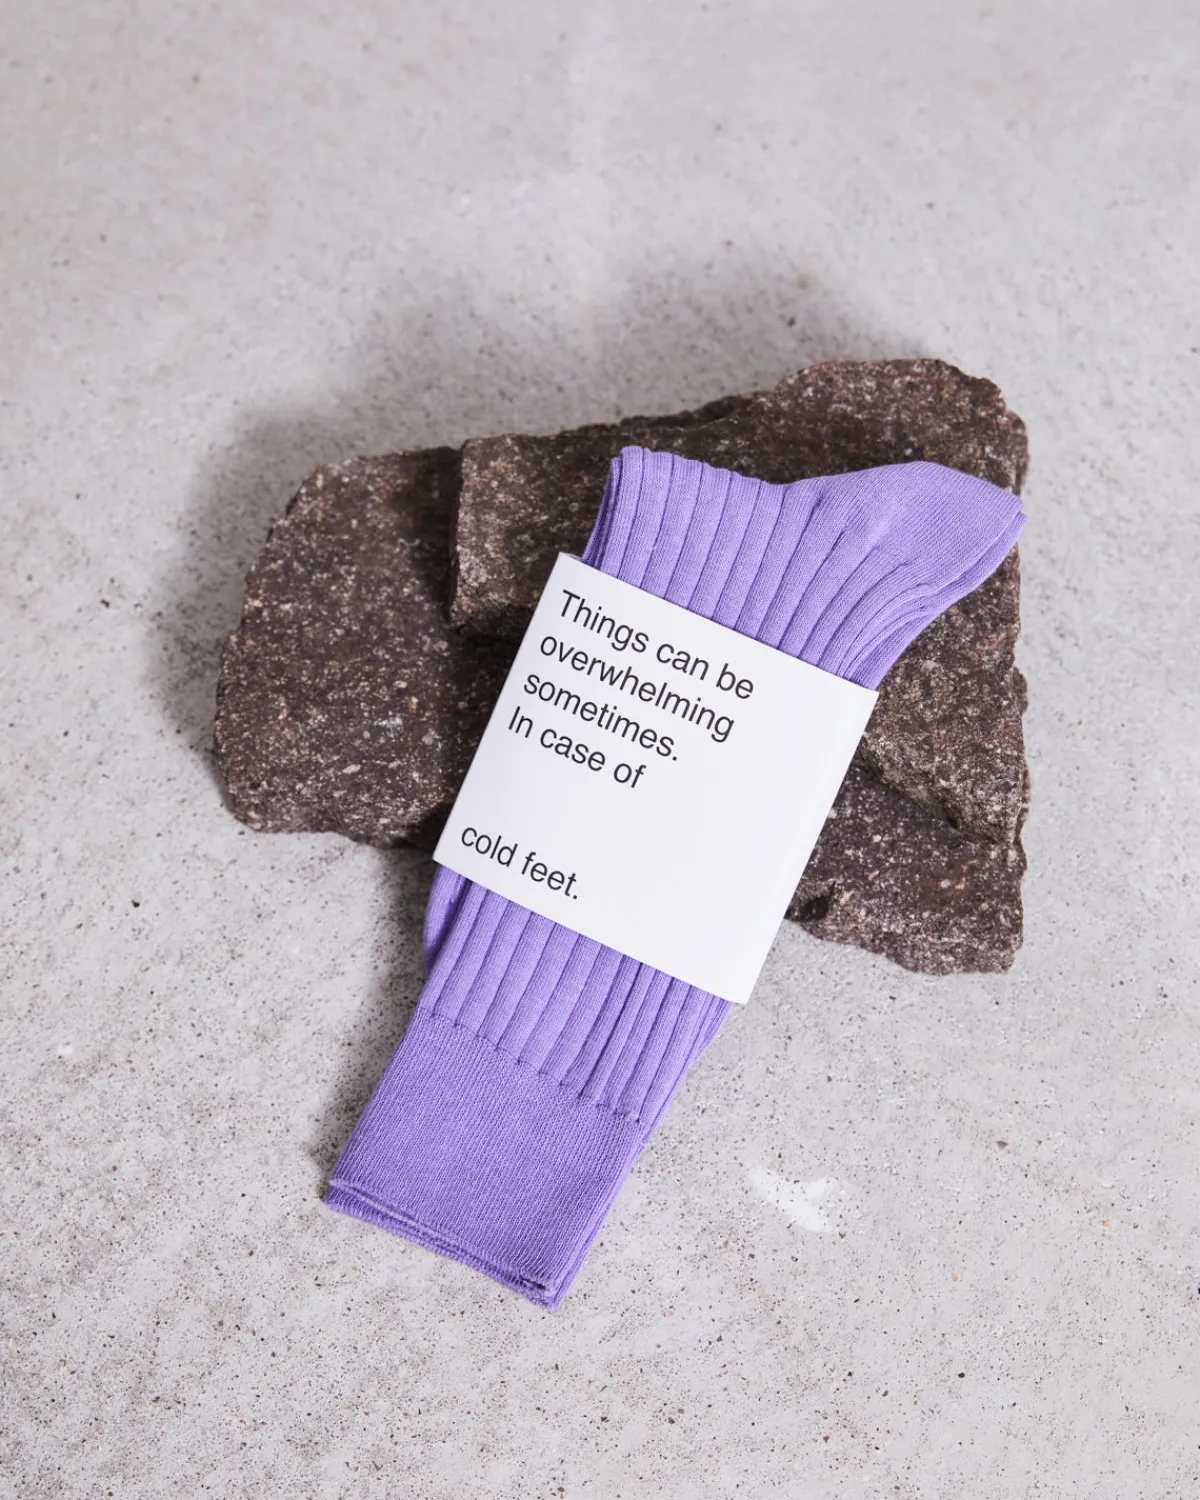 Things can be
overwhelming
sometimes.
In case of
cold feet.